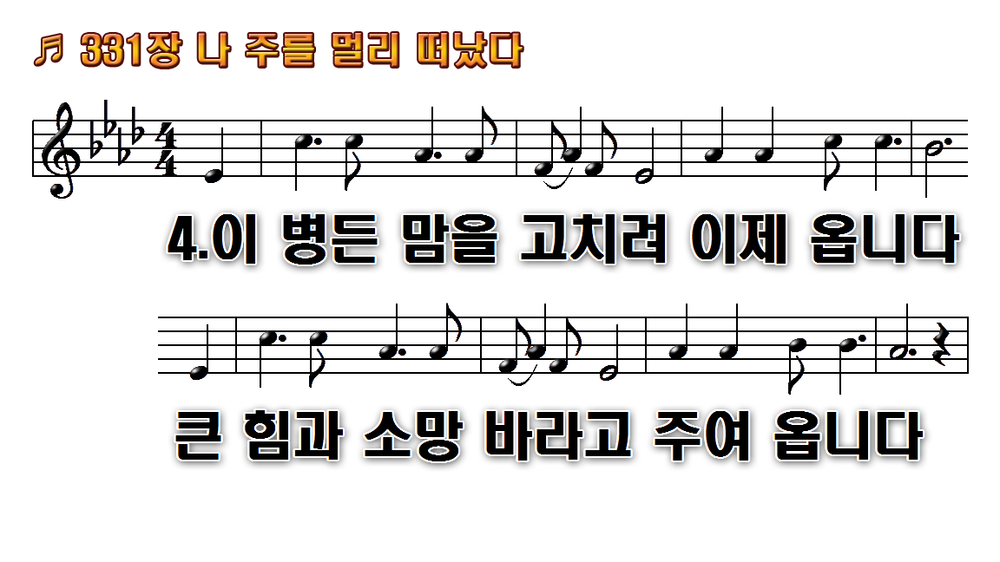 ♬ 331장 나 주를 멀리 떠났다
4.이 병든 맘을 고치려 이제 옵니다
큰 힘과 소망 바라고 주여 옵니다